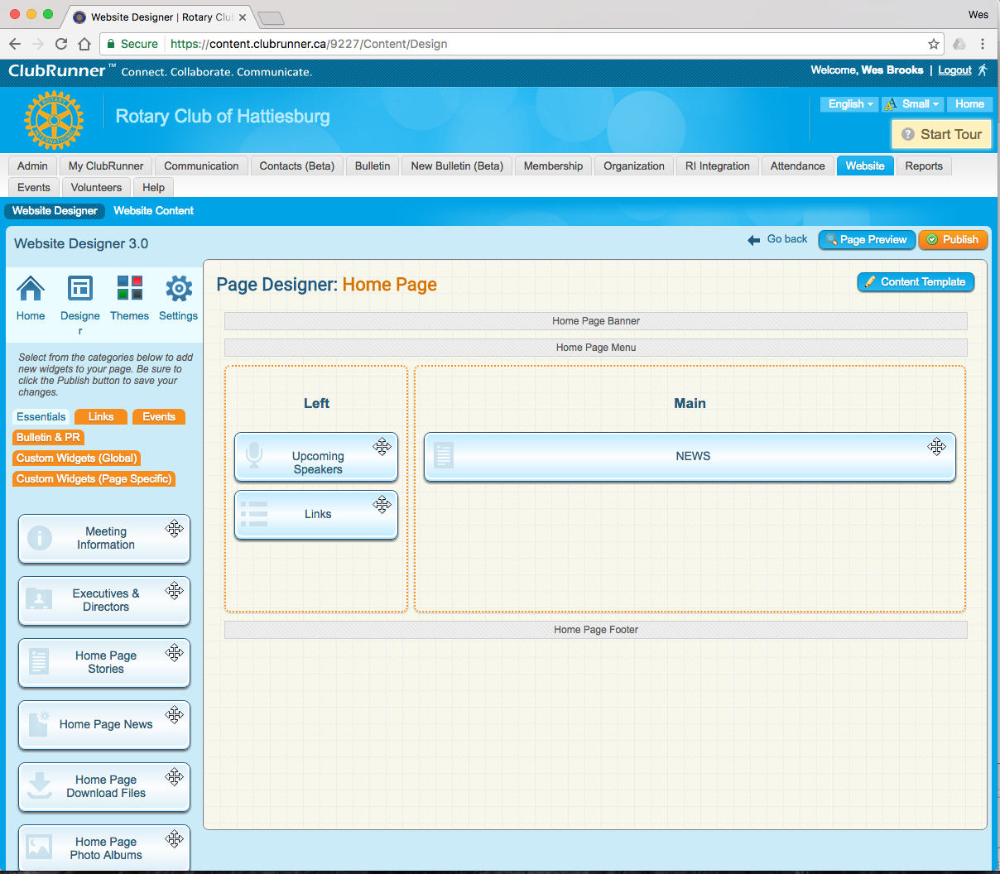 Website Designer | Rotary Clu
Wes
Secure https://content.clubrunner.ca/9227/Content/Design
ClubRunner™ Connect. Collaborate. Communicate.
Welcome, Wes Brooks | Logout
Rotary Club of Hattiesburg
English Small Home
Start Tour
Admin My ClubRunner Communication Contacts (Beta) Bulletin New Bulletin (Beta) Membership Organization RI Integration Attendance Website Reports
Events Volunteers Help
Website Designer Website Content
Website Designer 3.0
Go back Page Preview Publish
Home Designe Themes Settings
r
Select from the categories below to add
new widgets to your page. Be sure to
click the Publish button to save your
changes.
Essentials Links Events
Bulletin & PR
Custom Widgets (Global)
Custom Widgets (Page Specific)
Meeting
Information
Executives &
Directors
Home Page
Stories
Home Page News
Home Page
Download Files
Home Page
Photo Albums
Page Designer: Home Page
Content Template
Home Page Banner
Home Page Menu
Left
Upcoming
Speakers
Links
Main
NEWS
Home Page Footer